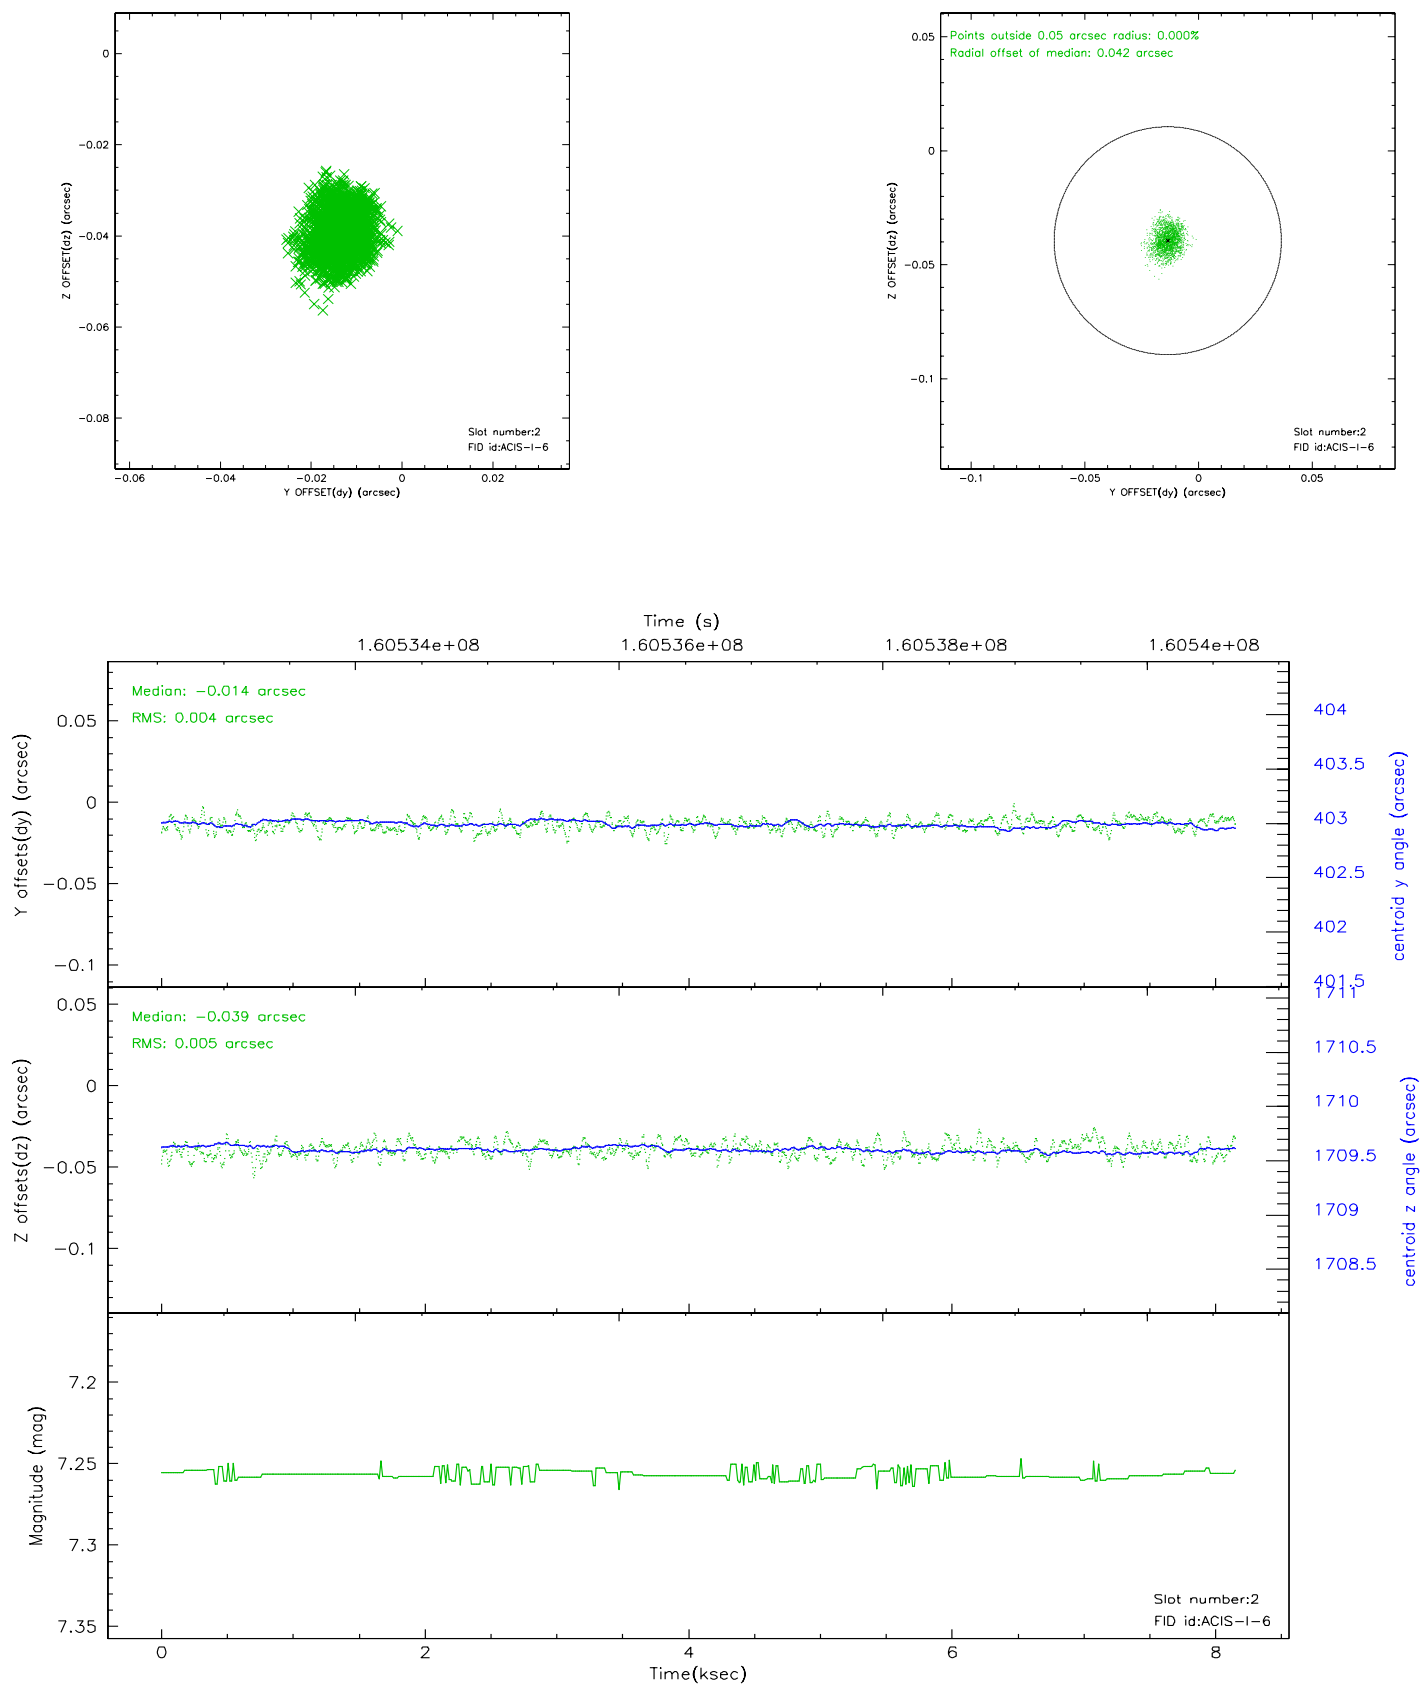 0
-0.02
-0.04
-0.06
-0.08
Z OFFSET(dz) (arcsec)
Slot number:2
FID id:ACIS-I-6
-0.06 -0.04 -0.02 0 0.02
Y OFFSET(dy) (arcsec)
Points outside 0.05 arcsec radius: 0.000%
Radial offset of median: 0.042 arcsec
0.05
0
-0.05
-0.1
Z OFFSET(dz) (arcsec)
Slot number:2
FID id:ACIS-I-6
-0.1 -0.05 0 0.05
Y OFFSET(dy) (arcsec)
Time (s)
1.60534e+08 1.60536e+08 1.60538e+08 1.6054e+08
Median: -0.014 arcsec
RMS: 0.004 arcsec
0.05
0
-0.05
-0.1
Y offsets(dy) (arcsec)
404
403.5
403
402.5
402
401.5
centroid y angle (arcsec)
Median: -0.039 arcsec
RMS: 0.005 arcsec
0.05
0
-0.05
-0.1
Z offsets(dz) (arcsec)
1711
1710.5
1710
1709.5
1709
1708.5
centroid z angle (arcsec)
7.2
7.25
7.3
7.35
Magnitude (mag)
Slot number:2
FID id:ACIS-I-6
0 2 4 6 8
Time(ksec)